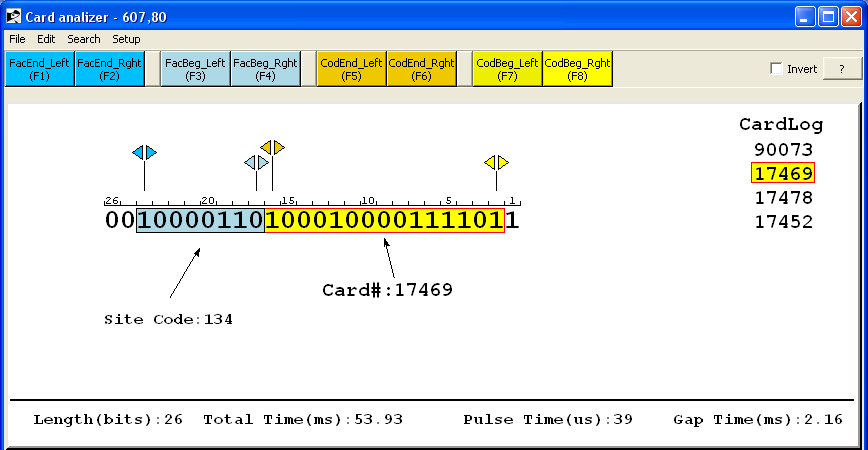 Card analizer - 607,80
File Edit Search Setup
FacEnd_Left FacEnd_Rght FacBeg_Left FacBeg_Rght CodEnd_Left CodEnd_Rght CodBeg_Left CodBeg_Rght
(F1) (F2) (F3) (F4) (F5) (F6) (F7) (F8)
Invert ?
CardLog
90073
17469
17478
17452
26 20 15 10 5 1
00100001101000100001111011
Card#:17469
Site Code:134
Length(bits):26 Total Time(ms):53.93 Pulse Time(us):39 Gap Time(ms):2.16